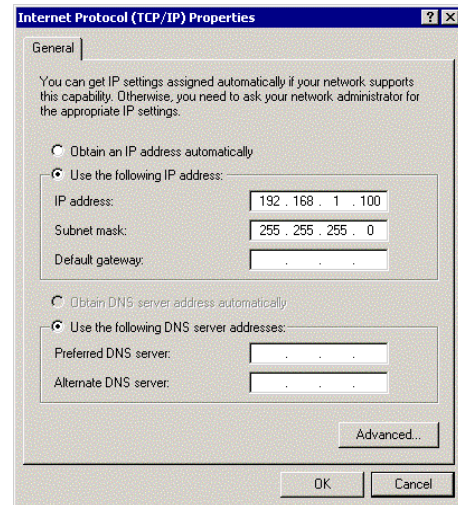 Internet Protocol (TCP/IP) Properties ? X
General
You can get IP settings assigned automatically if your network supports
this capability. Otherwise, you need to ask your network administrator for
the appropriate IP settings.
Obtain an IP address automatically
Use the following IP address:
IP address: 192 . 168 . 1 . 100
Subnet mask: 255 . 255 . 255 . 0
Default gateway: . . .
Obtain DNS server address automatically
Use the following DNS server addresses:
Preferred DNS server: . . .
Alternate DNS server: . . .
Advanced...
OK Cancel